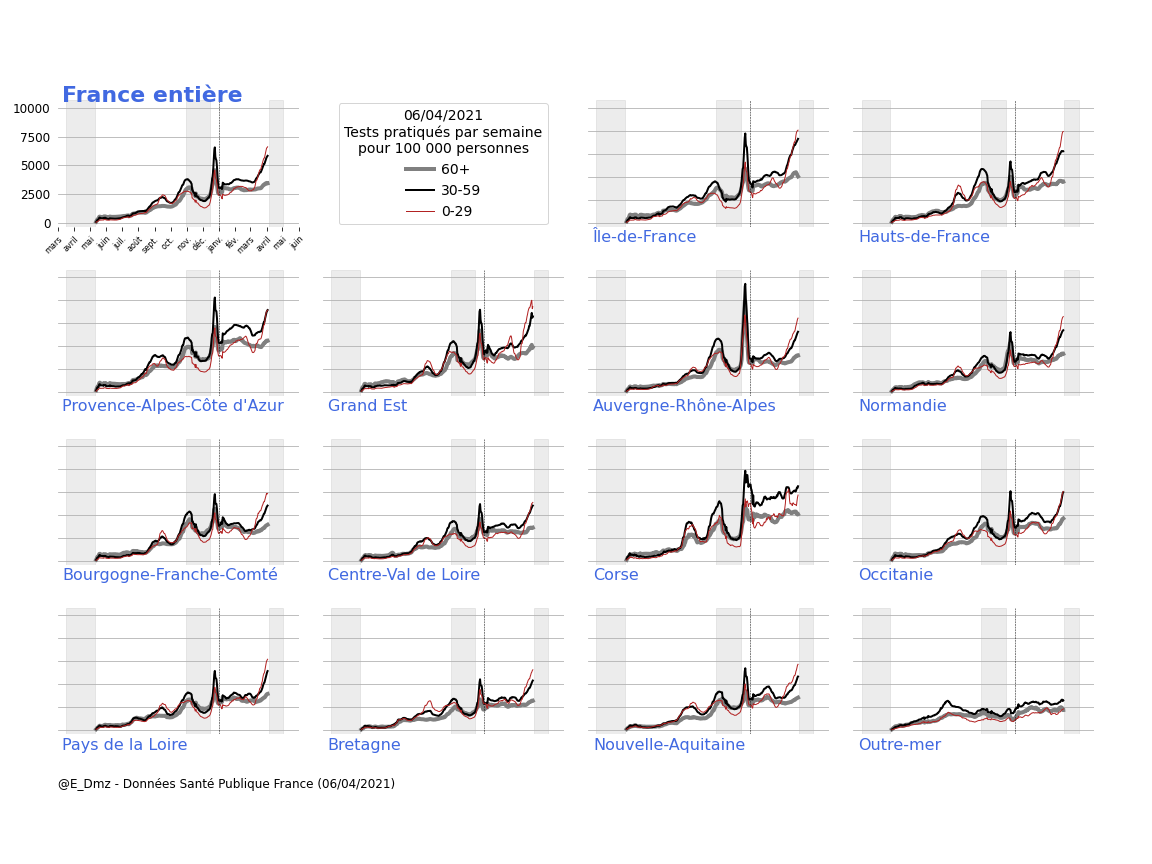 France entière
10000
7500
5000
2500
0
mars
avril
mai
juin
juil.
août
sept.
oct.
nov.
déc.
janv.
fév.
mars
avril
mai
juin
06/04/2021
Tests pratiqués par semaine
pour 100 000 personnes
60+
30-59
0-29
Île-de-France
Hauts-de-France
Provence-Alpes-Côte d'Azur
Grand Est
Auvergne-Rhône-Alpes
Normandie
Bourgogne-Franche-Comté
Centre-Val de Loire
Corse
Occitanie
Pays de la Loire
Bretagne
Nouvelle-Aquitaine
Outre-mer
@E_Dmz - Données Santé Publique France (06/04/2021)